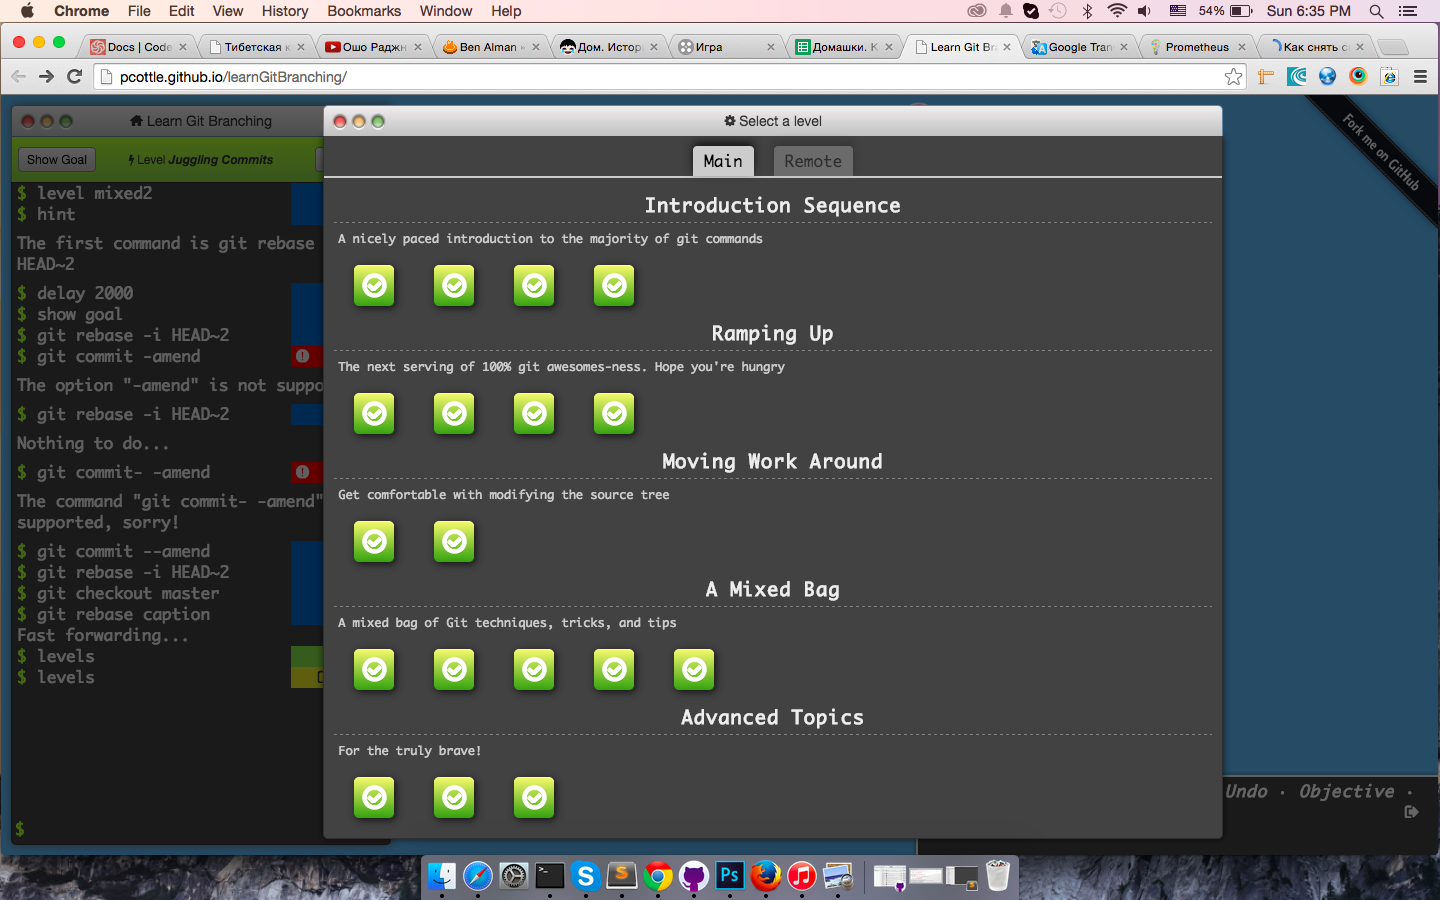 Chrome File Edit View History Bookmarks Window Help 54% Sun 6:35 PM
Docs | Code Тибетская к Ошо Раджн Ben Alman « Дом. Истор Игра Домашки. К Learn Git Br Google Tran Prometheus Как снять с
pcottle.github.io/learnGitBranching/
Fork me on GitHub
Learn Git Branching
Show Goal Level Juggling Commits
$ level mixed2
$ hint
The first command is git rebase
HEAD~2
$ delay 2000
$ show goal
$ git rebase -i HEAD~2
$ git commit -amend
The option "-amend" is not suppo
$ git rebase -i HEAD~2
Nothing to do...
$ git commit- -amend
The command "git commit- -amend"
supported, sorry!
$ git commit --amend
$ git rebase -i HEAD~2
$ git checkout master
$ git rebase caption
Fast forwarding...
$ levels
$ levels
$
Select a level
Main Remote
Introduction Sequence
A nicely paced introduction to the majority of git commands
Ramping Up
The next serving of 100% git awesomes-ness. Hope you're hungry
Moving Work Around
Get comfortable with modifying the source tree
A Mixed Bag
A mixed bag of Git techniques, tricks, and tips
Advanced Topics
For the truly brave!
Undo · Objective ·
Ps